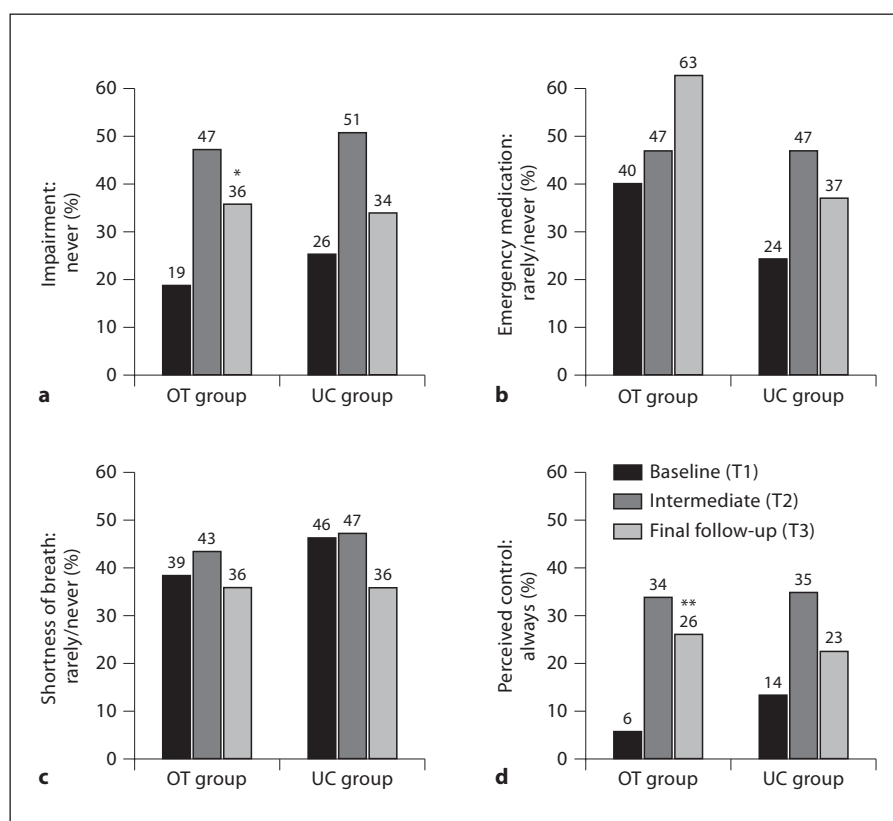 Impairment:
never (%)
60
50
40
30
20
10
0
19
47
*
36
26
51
34
OT group
UC group
a
Emergency medication:
rarely/never (%)
60
50
40
30
20
10
0
40
47
63
24
47
37
OT group
UC group
b
Shortness of breath:
rarely/never (%)
60
50
40
30
20
10
0
39
43
36
46
47
36
OT group
UC group
c
Perceived control:
always (%)
60
50
40
30
20
10
0
Baseline (T1)
Intermediate (T2)
Final follow-up (T3)
6
34
**
26
14
35
23
OT group
UC group
d